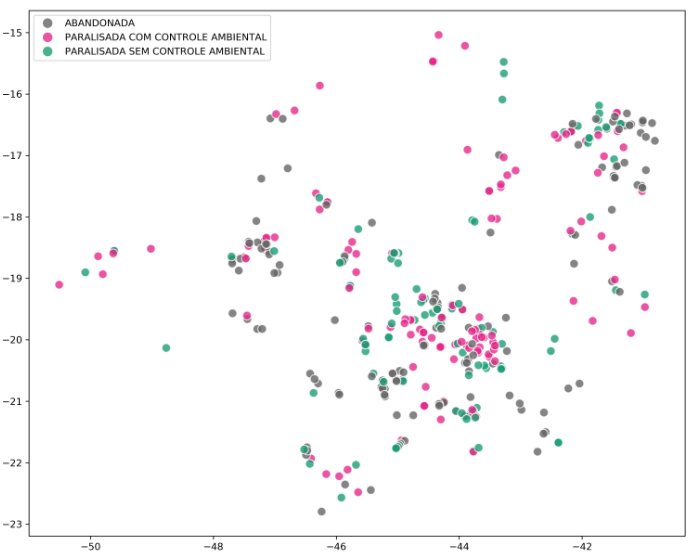 ABANDONADA
PARALISADA COM CONTROLE AMBIENTAL
PARALISADA SEM CONTROLE AMBIENTAL
−15
−16
−17
−18
−19
−20
−21
−22
−23
−50 −48 −46 −44 −42